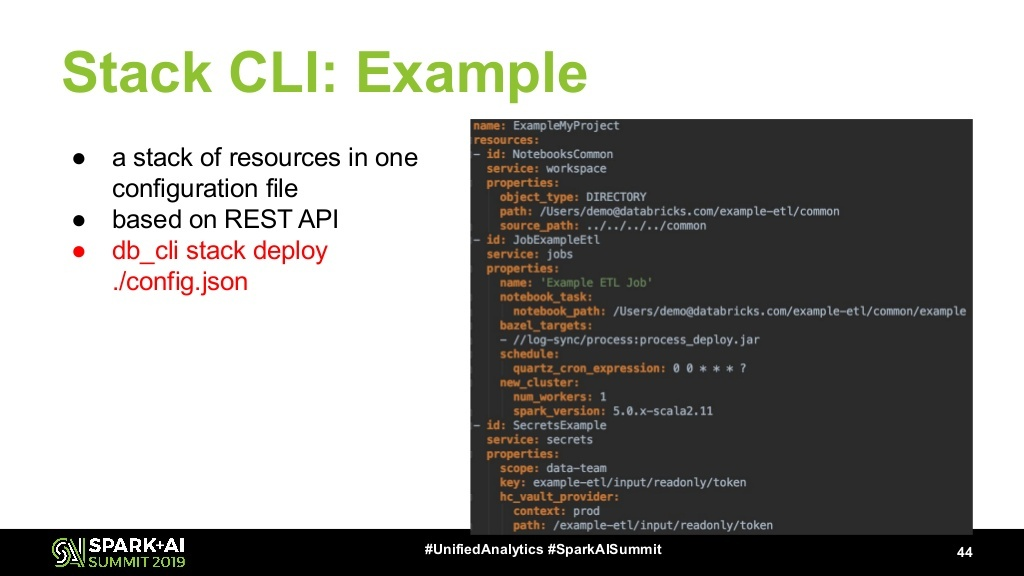 Stack CLI: Example
● a stack of resources in one
configuration file
● based on REST API
● db_cli stack deploy
./config.json
name: ExampleMyProject
resources:
- id: NotebooksCommon
  service: workspace
  properties:
    object_type: DIRECTORY
    path: /Users/demo@databricks.com/example-etl/common
    source_path: ../../../../common
- id: JobExampleEtl
  service: jobs
  properties:
    name: 'Example ETL Job'
    notebook_task:
      notebook_path: /Users/demo@databricks.com/example-etl/common/example
    bazel_targets:
    - //log-sync/process:process_deploy.jar
    schedule:
      quartz_cron_expression: 0 0 * * * ?
    new_cluster:
      num_workers: 1
      spark_version: 5.0.x-scala2.11
- id: SecretsExample
  service: secrets
  properties:
    scope: data-team
    key: example-etl/input/readonly/token
    hc_vault_provider:
      context: prod
      path: /example-etl/input/readonly/token
SPARK+AI
SUMMIT 2019
#UnifiedAnalytics #SparkAISummit
44